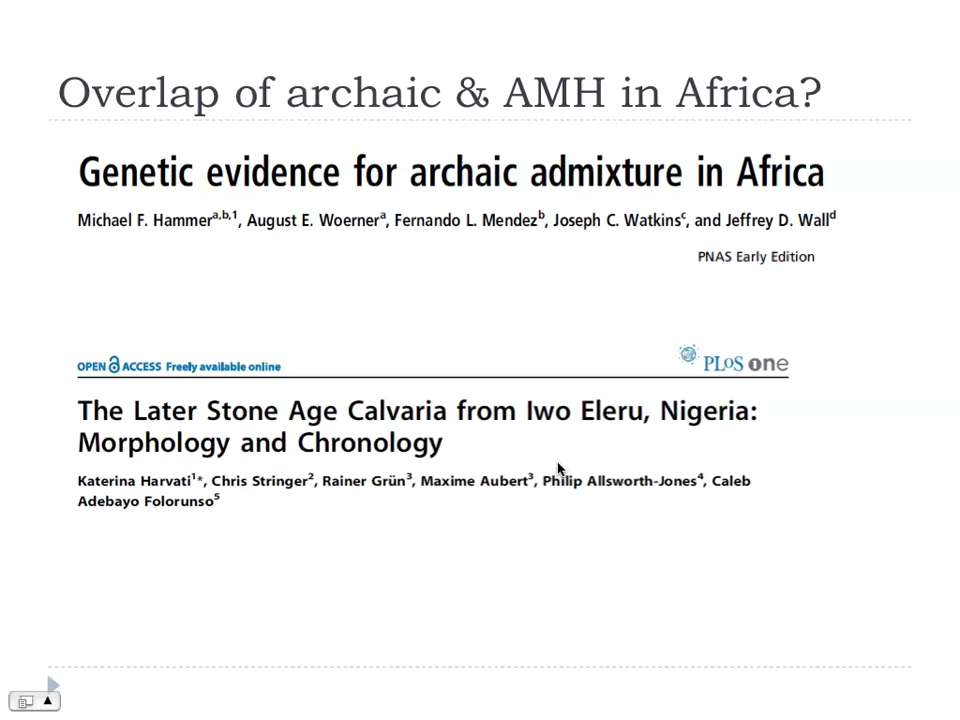 Overlap of archaic & AMH in Africa?
Genetic evidence for archaic admixture in Africa
Michael F. Hammera,b,1, August E. Woernera, Fernando L. Mendezb, Joseph C. Watkinsc, and Jeffrey D. Walld
PNAS Early Edition
OPEN ACCESS Freely available online
PLoS one
The Later Stone Age Calvaria from Iwo Eleru, Nigeria:
Morphology and Chronology
Katerina Harvati1*, Chris Stringer2, Rainer Grün3, Maxime Aubert3, Philip Allsworth-Jones4, Caleb
Adebayo Folorunso5